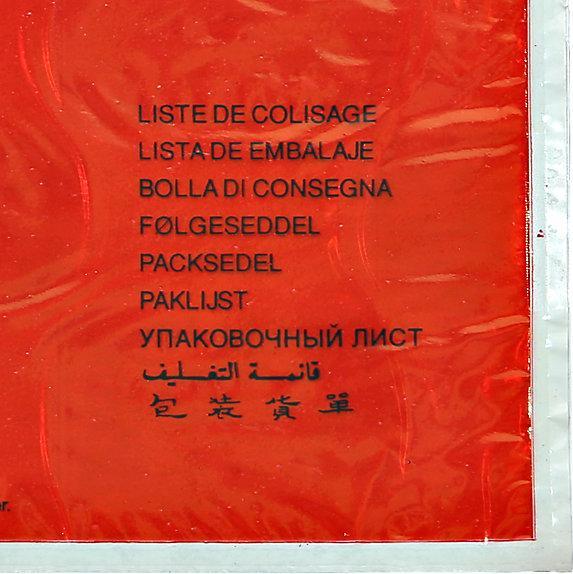 LISTE DE COLISAGE
LISTA DE EMBALAJE
BOLLA DI CONSEGNA
FØLGESEDDEL
PACKSEDEL
PAKLIJST
УПАКОВОЧНЫЙ ЛИСТ
قائمة التغليف
包裝貨單